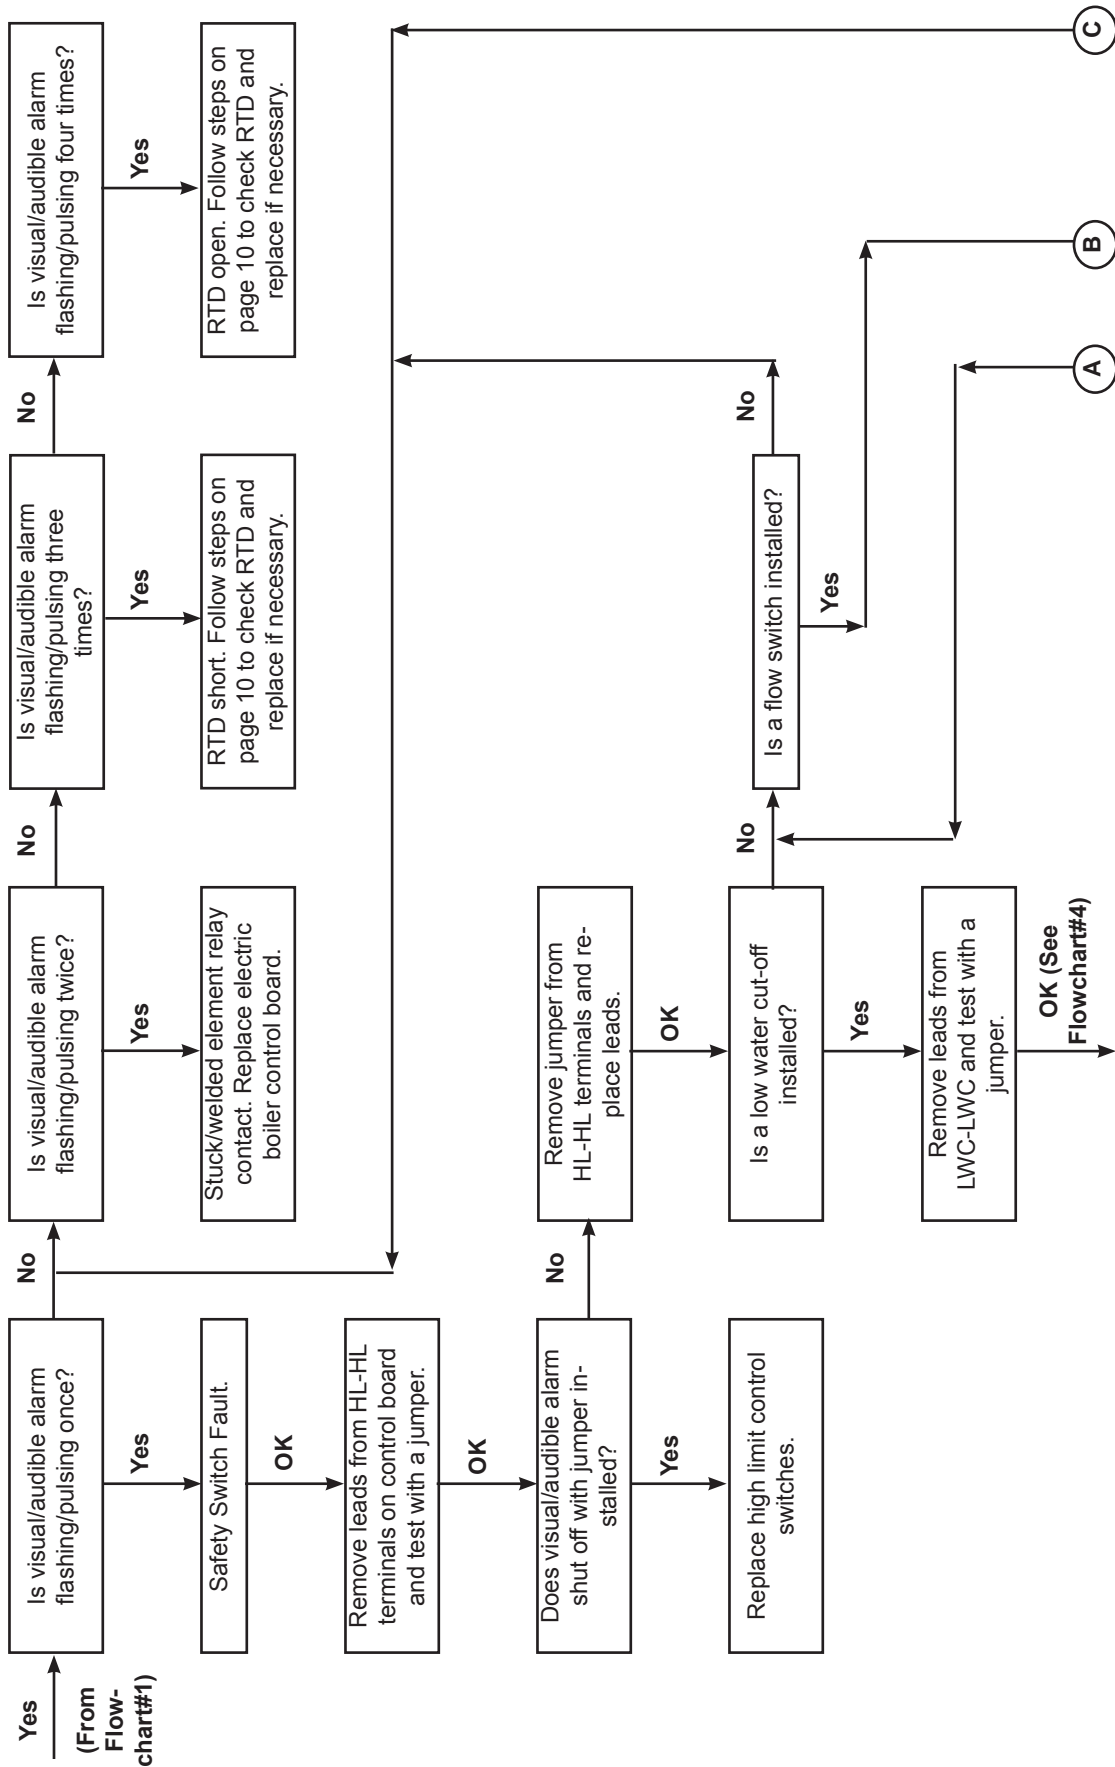 Yes
(From
Flow-
chart#1)
Is visual/audible alarm
flashing/pulsing once?
No
Is visual/audible alarm
flashing/pulsing twice?
No
Is visual/audible alarm
flashing/pulsing three
times?
No
Is visual/audible alarm
flashing/pulsing four times?
Yes
Yes
Yes
Yes
Safety Switch Fault.
Stuck/welded element relay
contact. Replace electric
boiler control board.
RTD short. Follow steps on
page 10 to check RTD and
replace if necessary.
RTD open. Follow steps on
page 10 to check RTD and
replace if necessary.
OK
Remove leads from HL-HL
terminals on control board
and test with a jumper.
OK
Does visual/audible alarm
shut off with jumper in-
stalled?
No
Remove jumper from
HL-HL terminals and re-
place leads.
Yes
OK
Replace high limit control
switches.
Is a low water cut-off
installed?
No
Is a flow switch installed?
No
Yes
Yes
Remove leads from
LWC-LWC and test with a
jumper.
OK (See
Flowchart#4)
A
B
C